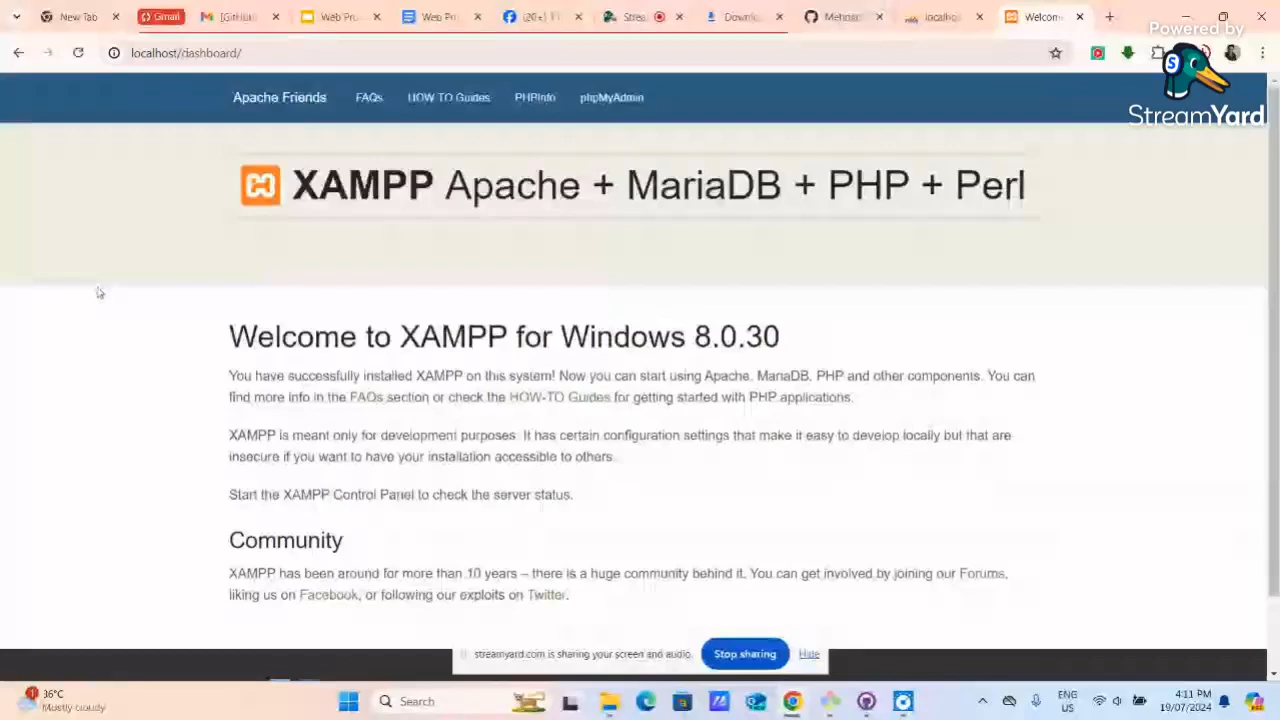 New Tab
Gmail
[GitHub
Web Pro
Web Pr
(20+) 1
Strea
Downl
Mehas
localho
Welcom
Powered by
localhost/dashboard/
StreamYard
Apache Friends FAQs HOW-TO Guides PHPInfo phpMyAdmin
XAMPP Apache + MariaDB + PHP + Perl
Welcome to XAMPP for Windows 8.0.30
You have successfully installed XAMPP on this system! Now you can start using Apache, MariaDB, PHP and other components. You can
find more info in the FAQs section or check the HOW-TO Guides for getting started with PHP applications.
XAMPP is meant only for development purposes. It has certain configuration settings that make it easy to develop locally but that are
insecure if you want to have your installation accessible to others.
Start the XAMPP Control Panel to check the server status.
Community
XAMPP has been around for more than 10 years – there is a huge community behind it. You can get involved by joining our Forums,
liking us on Facebook, or following our exploits on Twitter.
streamyard.com is sharing your screen and audio. Stop sharing Hide
36°C
Mostly cloudy
Search
ENG
US
4:11 PM
19/07/2024